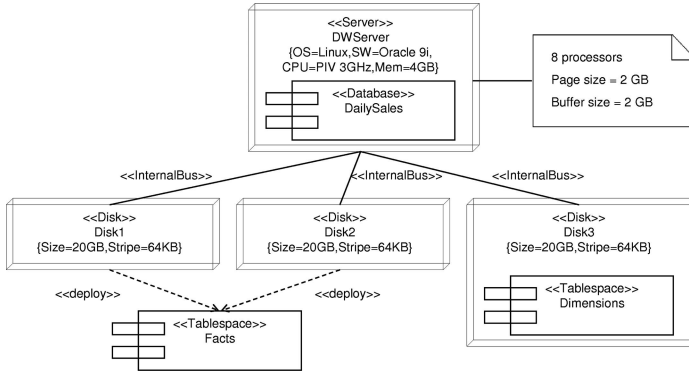 <<Server>>
DWServer
{OS=Linux,SW=Oracle 9i,
CPU=PIV 3GHz,Mem=4GB}
<<Database>>
DailySales
8 processors
Page size = 2 GB
Buffer size = 2 GB
<<InternalBus>>
<<InternalBus>>
<<InternalBus>>
<<Disk>>
Disk1
{Size=20GB,Stripe=64KB}
<<Disk>>
Disk2
{Size=20GB,Stripe=64KB}
<<Disk>>
Disk3
{Size=20GB,Stripe=64KB}
<<Tablespace>>
Dimensions
<<deploy>>
<<deploy>>
<<Tablespace>>
Facts